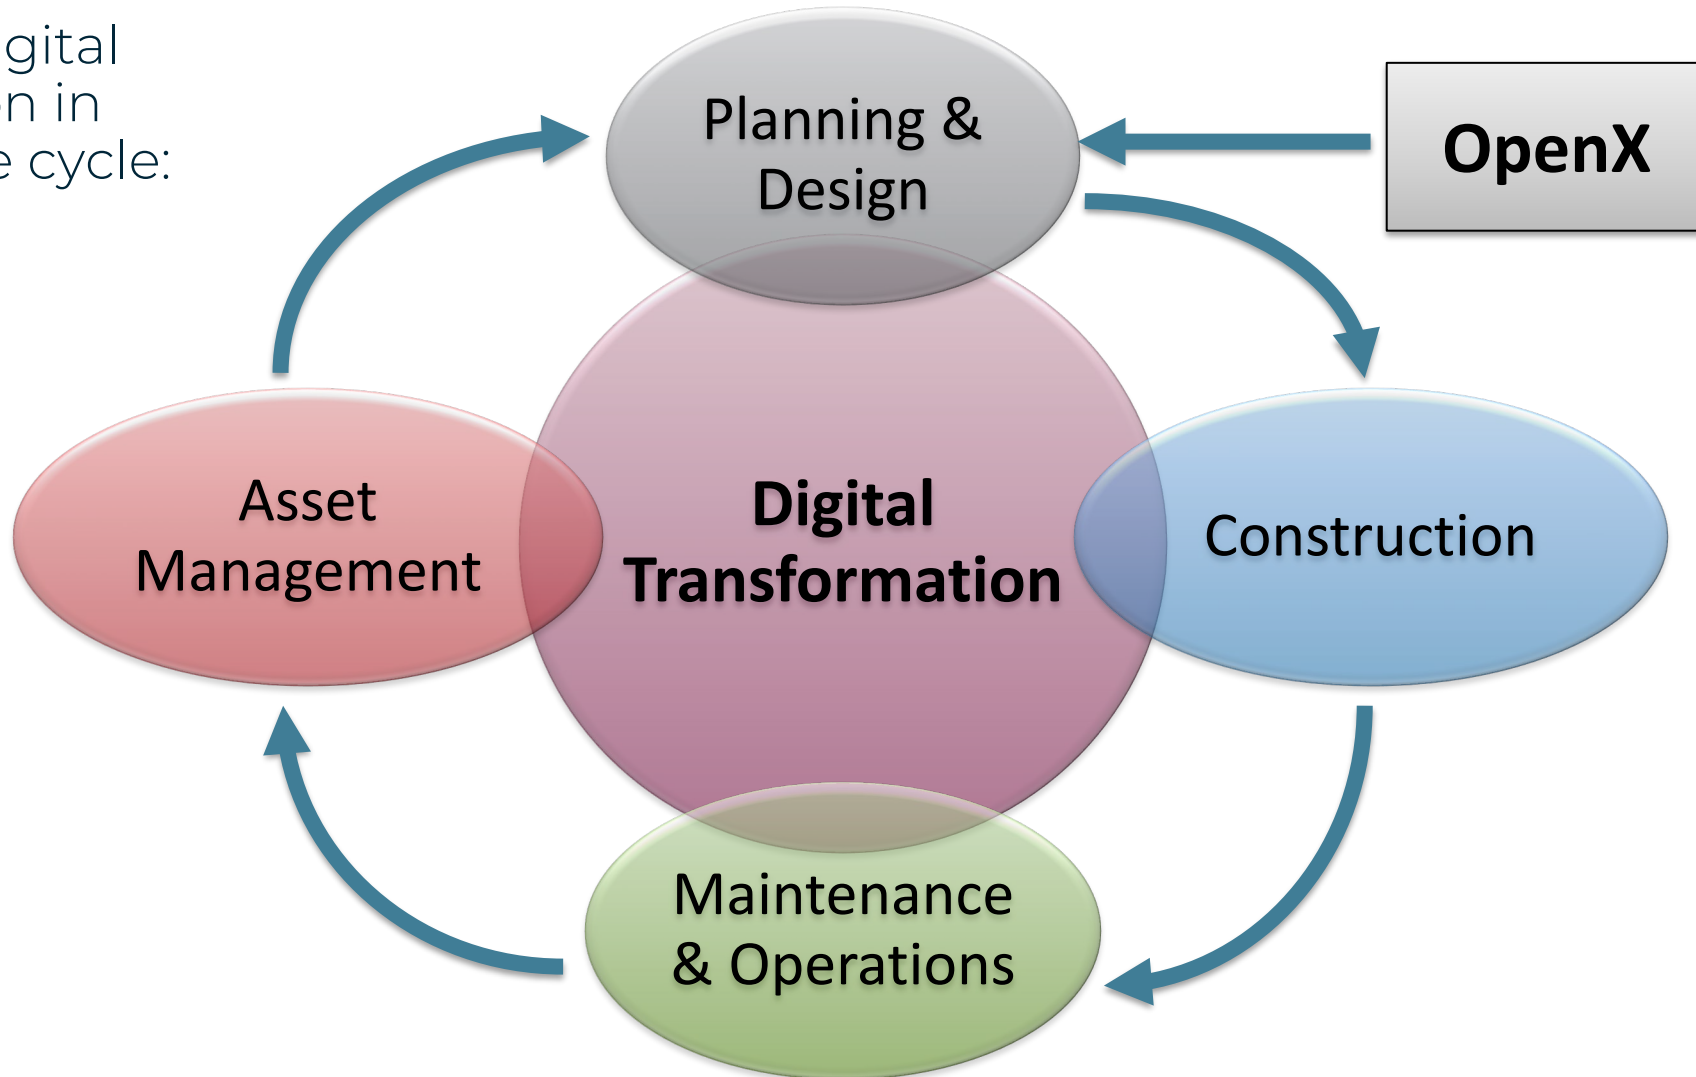 gital
n in
e cycle:
Planning &
Design
OpenX
Asset
Management
Digital
Transformation
Construction
Maintenance
& Operations